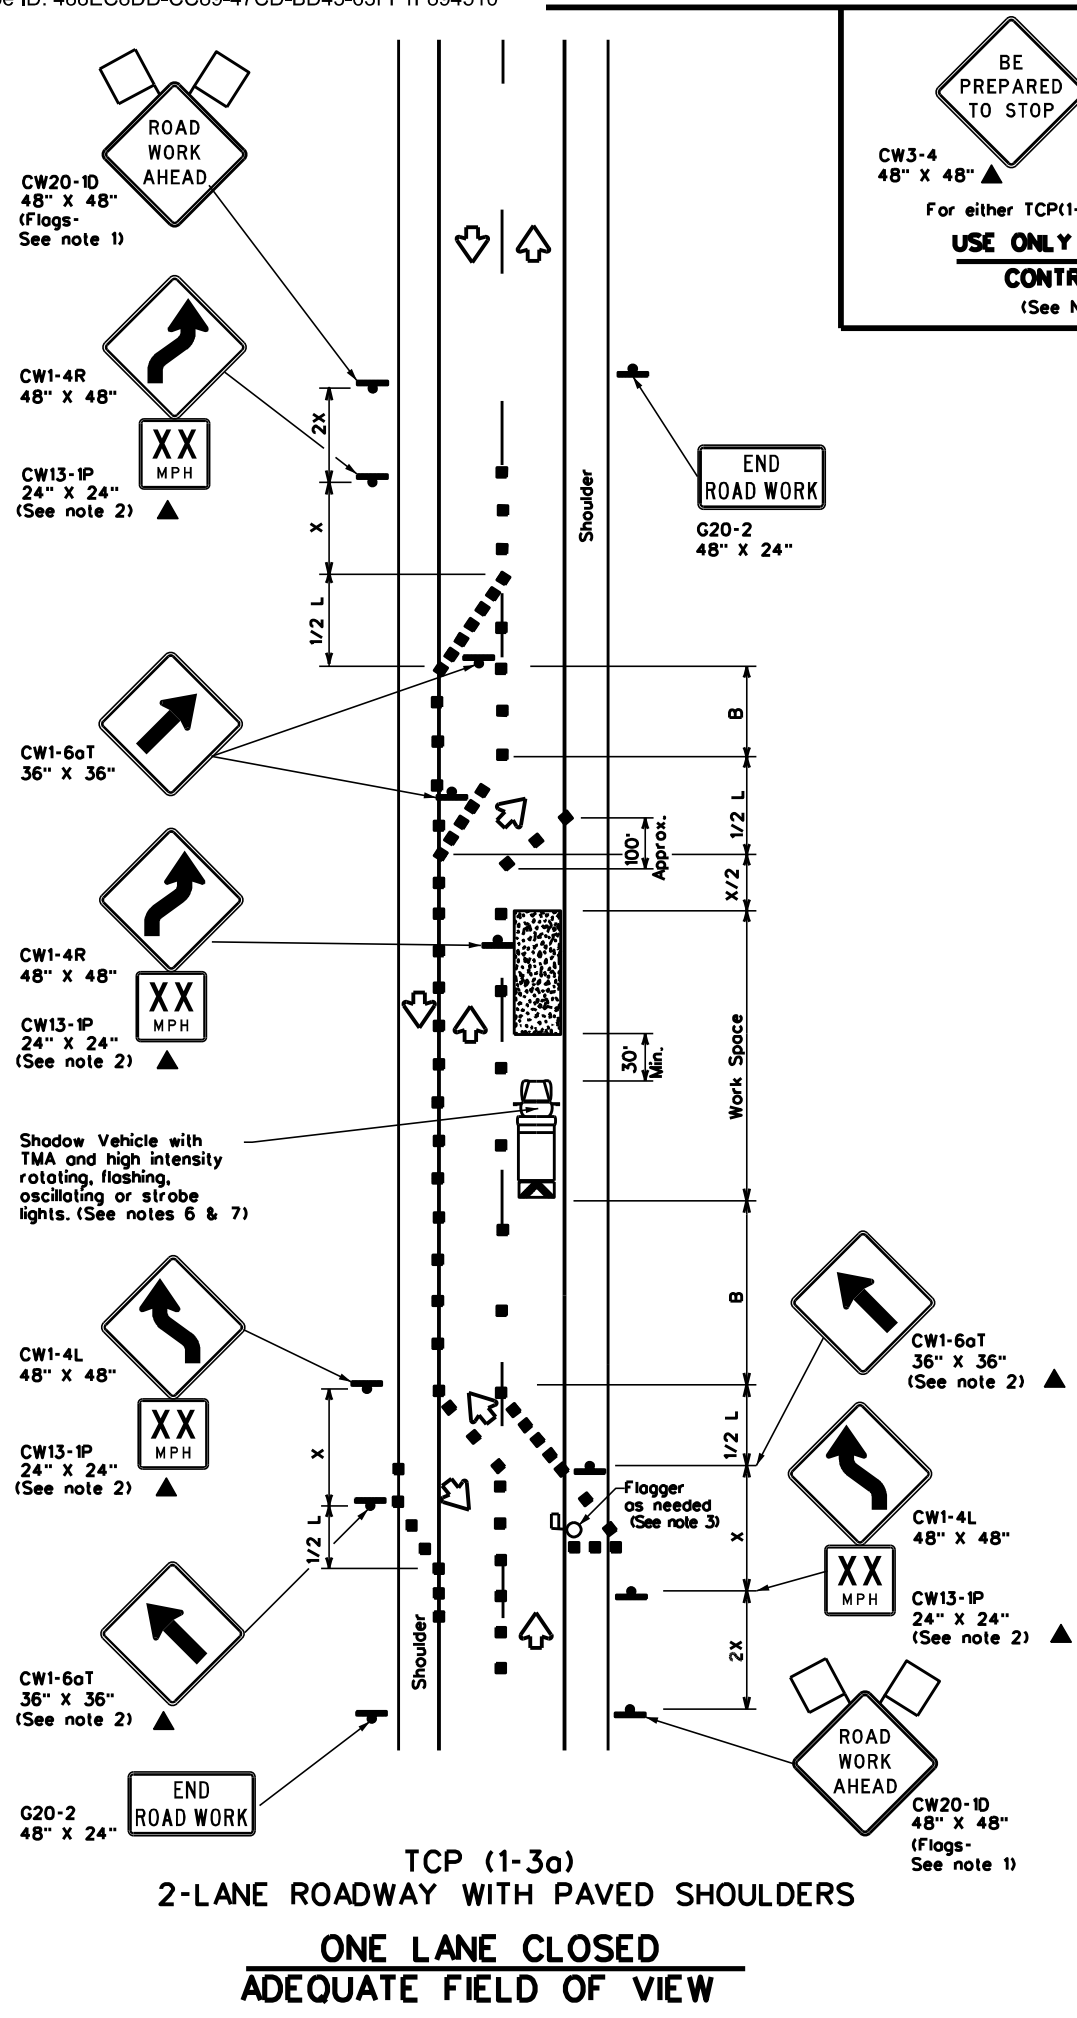 BE
PREPARED
TO STOP
CW3-4
48" X 48"
USE ONLY
ROAD
WORK
AHEAD
CW20-1D
48" X 48"
(Flags-
See note 1)
CW1-4R
48" X 48"
XX
MPH
CW13-1P
24" X 24"
(See note 2)
2X
X
1/2 L
Shoulder
END
ROAD WORK
G20-2
48" X 24"
CW1-6aT
36" X 36"
B
1/2 L
100'
Approx.
X/2
CW1-4R
48" X 48"
XX
MPH
CW13-1P
24" X 24"
(See note 2)
30'
Min.
Work Space
Shadow Vehicle with
TMA and high intensity
rotating, flashing,
oscillating or strobe
lights. (See notes 6 & 7)
B
CW1-4L
48" X 48"
XX
MPH
CW13-1P
24" X 24"
(See note 2)
X
1/2 L
CW1-6aT
36" X 36"
(See note 2)
1/2 L
Flagger
as needed
(See note 3)
X
CW1-4L
48" X 48"
XX
MPH
CW13-1P
24" X 24"
(See note 2)
2X
CW1-6aT
36" X 36"
(See note 2)
Shoulder
END
ROAD WORK
G20-2
48" X 24"
ROAD
WORK
AHEAD
CW20-1D
48" X 48"
(Flags-
See note 1)
TCP (1-3a)
2-LANE ROADWAY WITH PAVED SHOULDERS
ONE LANE CLOSED
ADEQUATE FIELD OF VIEW